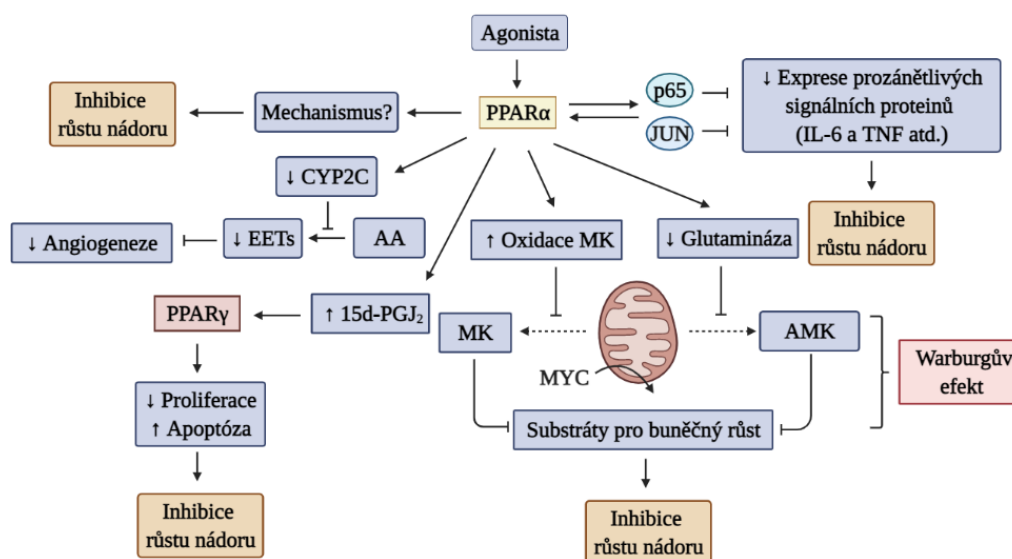 Agonista
p65
↓ Exprese prozánětlivých
signálních proteinů
(IL-6 a TNF atd.)
Inhibice
růstu nádoru
Mechanismus?
PPARα
JUN
↓ CYP2C
Inhibice
růstu nádoru
↓ Angiogeneze
↓ EETs
AA
↑ Oxidace MK
↓ Glutamináza
PPARγ
↑ 15d-PGJ₂
MK
AMK
Warburgův
efekt
MYC
↓ Proliferace
↑ Apoptóza
Substráty pro buněčný růst
Inhibice
růstu nádoru
Inhibice
růstu nádoru